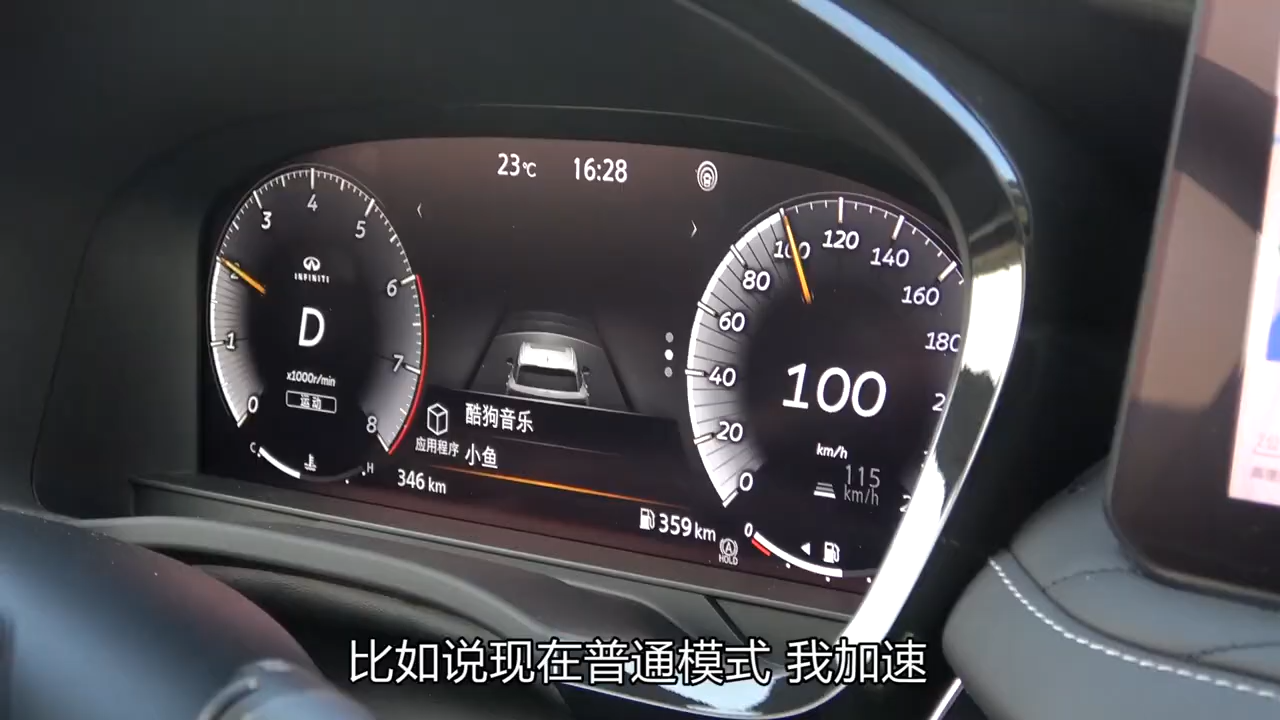 23℃ 16:28
3 4 5
2 6
1 7
0 8
INFINITI
D
x1000r/min
运动
C H
酷狗音乐
应用程序
小鱼
346 km
359 km
HOLD
100 120 140
80 160
60 180
40
20
0
100
km/h
115
km/h
0
比如说现在普通模式 我加速